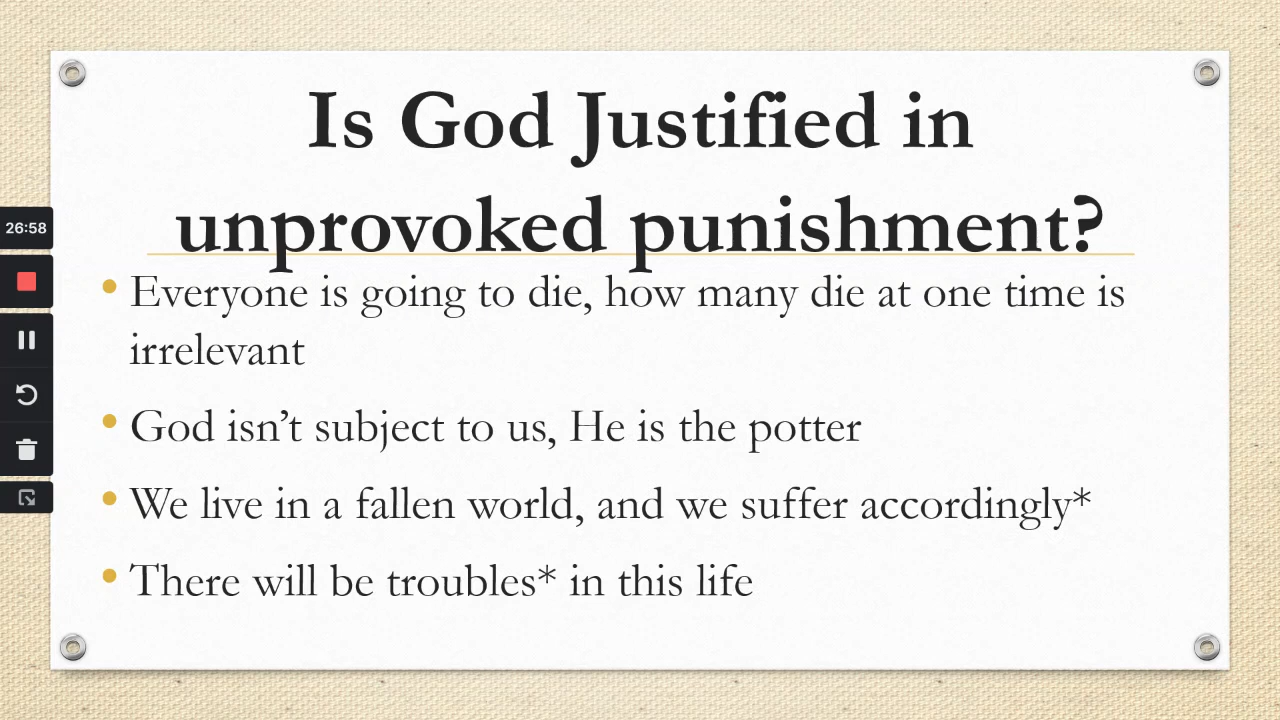 Is God Justified in
unprovoked punishment?
26:58
• Everyone is going to die, how many die at one time is
irrelevant
• God isn’t subject to us, He is the potter
• We live in a fallen world, and we suffer accordingly*
• There will be troubles* in this life